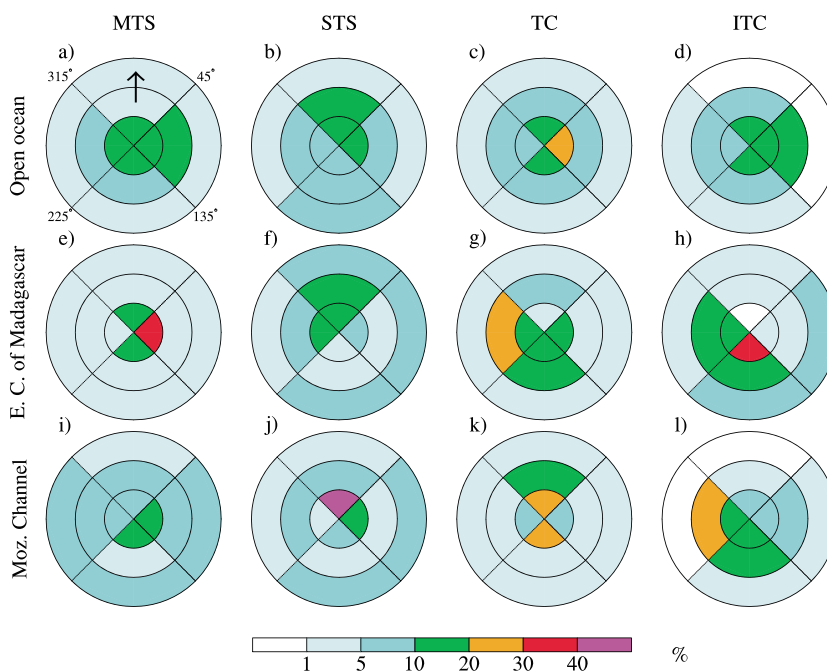 MTS STS TC ITC
a) b) c) d)
315° 45°
Open ocean
225° 135°
e) f) g) h)
E. C. of Madagascar
i) j) k) l)
Moz. Channel
1 5 10 20 30 40 %